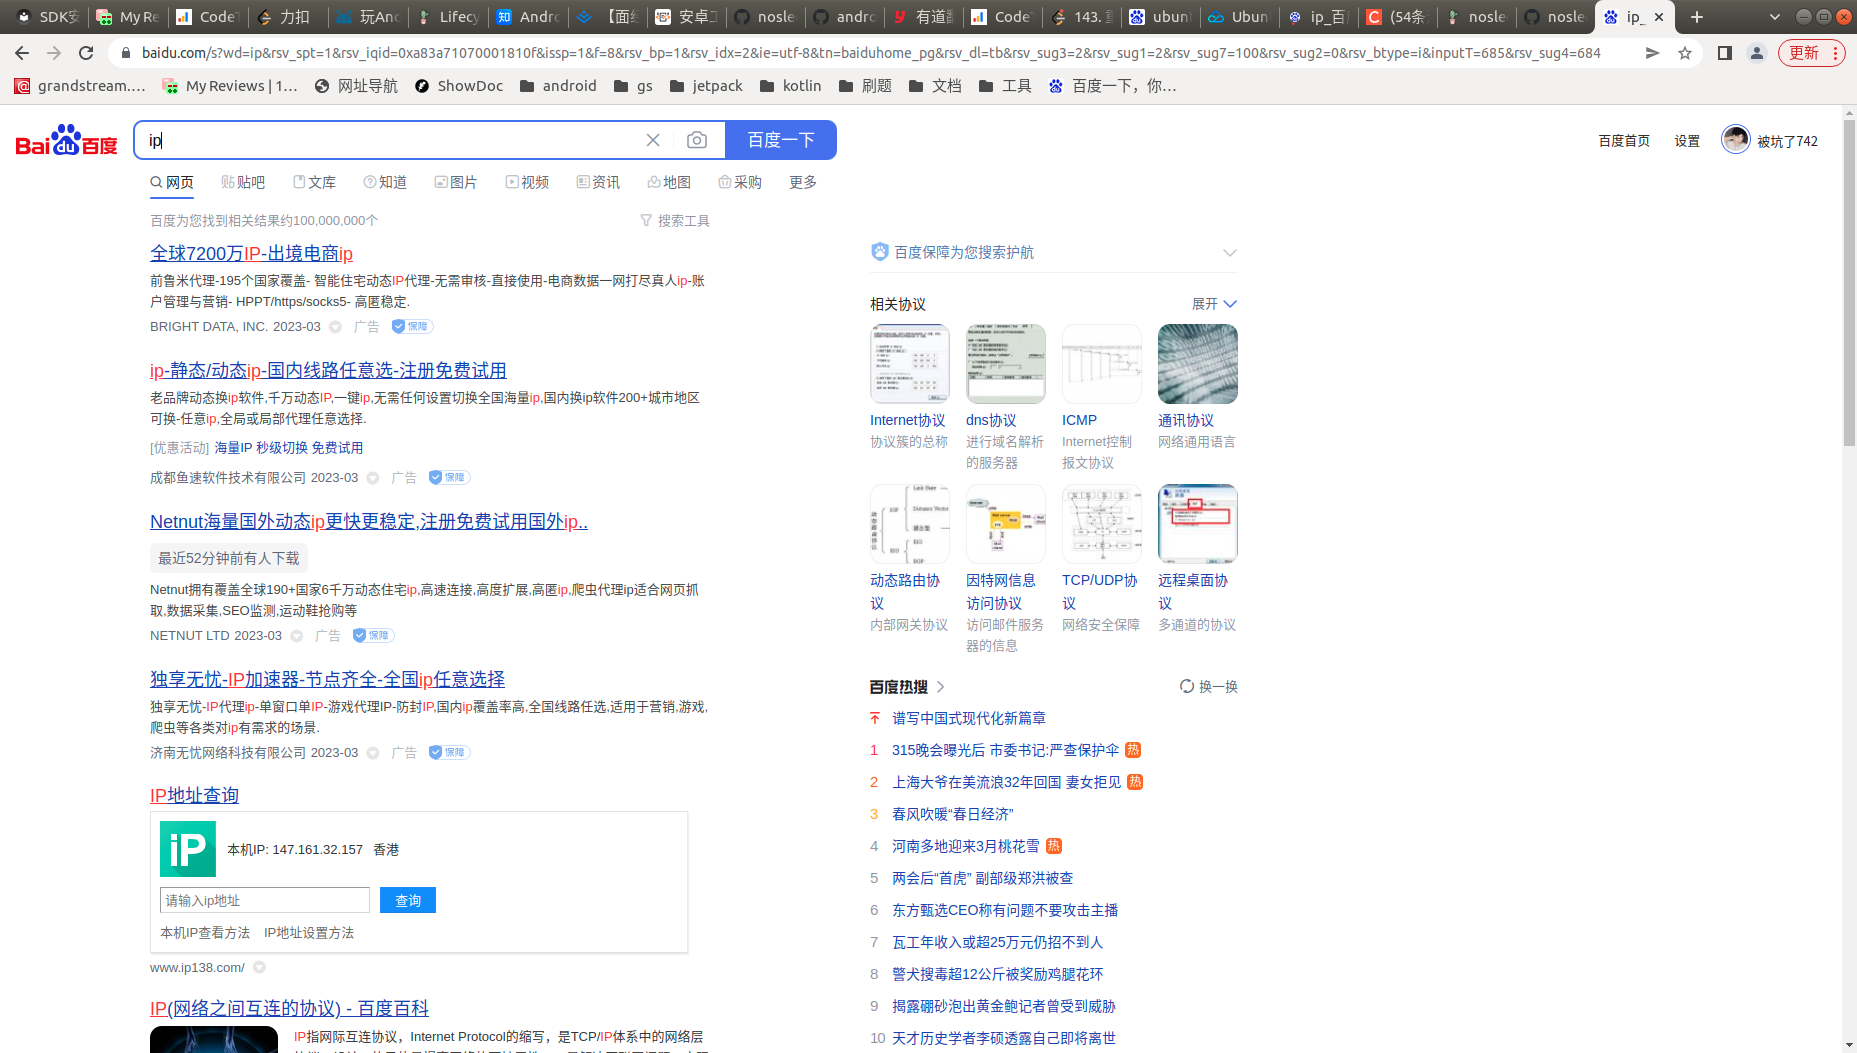 SDK安
My Re
Code
力扣
玩And
Lifecy
Andro
【面纟
安卓工
nosle
andro
有道翻
Code
143. 重
ubunt
Ubun
ip_百度
(54条
nosle
nosle
ip_
baidu.com/s?wd=ip&rsv_spt=1&rsv_iqid=0xa83a71070001810f&issp=1&f=8&rsv_bp=1&rsv_idx=2&ie=utf-8&tn=baiduhome_pg&rsv_dl=tb&rsv_sug3=2&rsv_sug1=2&rsv_sug7=100&rsv_sug2=0&rsv_btype=i&inputT=685&rsv_sug4=684
更新
grandstream....
My Reviews | 1...
网址导航
ShowDoc
android
gs
jetpack
kotlin
刷题
文档
工具
百度一下，你...
Bai du 百度
ip
百度一下
百度首页
设置
被坑了742
网页
贴吧
文库
知道
图片
视频
资讯
地图
采购
更多
百度为您找到相关结果约100,000,000个
搜索工具
全球7200万IP-出境电商ip
前鲁米代理-195个国家覆盖- 智能住宅动态IP代理-无需审核-直接使用-电商数据一网打尽真人ip-账
户管理与营销- HPPT/https/socks5- 高匿稳定.
BRIGHT DATA, INC. 2023-03 广告 保障
ip-静态/动态ip-国内线路任意选-注册免费试用
老品牌动态换ip软件,千万动态IP,一键ip,无需任何设置切换全国海量ip,国内换ip软件200+城市地区
可换-任意ip,全局或局部代理任意选择.
[优惠活动] 海量IP 秒级切换 免费试用
成都鱼速软件技术有限公司 2023-03 广告 保障
Netnut海量国外动态ip更快更稳定,注册免费试用国外ip..
最近52分钟前有人下载
Netnut拥有覆盖全球190+国家6千万动态住宅ip,高速连接,高度扩展,高匿ip,爬虫代理ip适合网页抓
取,数据采集,SEO监测,运动鞋抢购等
NETNUT LTD 2023-03 广告 保障
独享无忧-IP加速器-节点齐全-全国ip任意选择
独享无忧-IP代理ip-单窗口单IP-游戏代理IP-防封IP,国内ip覆盖率高,全国线路任选,适用于营销,游戏,
爬虫等各类对ip有需求的场景.
济南无忧网络科技有限公司 2023-03 广告 保障
IP地址查询
iP
本机IP: 147.161.32.157 香港
请输入ip地址
查询
本机IP查看方法 IP地址设置方法
www.ip138.com/
IP(网络之间互连的协议) - 百度百科
IP指网际互连协议，Internet Protocol的缩写，是TCP/IP体系中的网络层
百度保障为您搜索护航
相关协议
展开
Internet协议
协议簇的总称
dns协议
进行域名解析
的服务器
ICMP
Internet控制
报文协议
通讯协议
网络通用语言
动态路由协
议
内部网关协议
因特网信息
访问协议
访问邮件服务
器的信息
TCP/UDP协
议
网络安全保障
远程桌面协
议
多通道的协议
百度热搜
换一换
谱写中国式现代化新篇章
1 315晚会曝光后 市委书记:严查保护伞 热
2 上海大爷在美流浪32年回国 妻女拒见 热
3 春风吹暖“春日经济”
4 河南多地迎来3月桃花雪 热
5 两会后“首虎” 副部级郑洪被查
6 东方甄选CEO称有问题不要攻击主播
7 瓦工年收入或超25万元仍招不到人
8 警犬搜毒超12公斤被奖励鸡腿花环
9 揭露硼砂泡出黄金鲍记者曾受到威胁
10 天才历史学者李硕透露自己即将离世